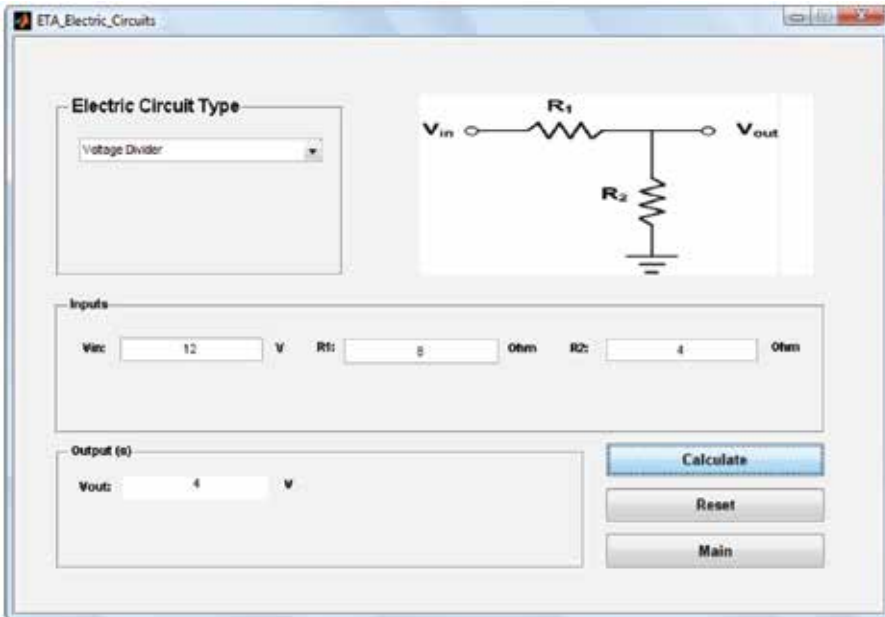 ETA_Electric_Circuits
Electric Circuit Type
Voltage Divider
R₁
Vin
Vout
R₂
Inputs
Vin: 12 V R1: 8 Ohm R2: 4 Ohm
Output (s)
Vout: 4 V
Calculate
Reset
Main